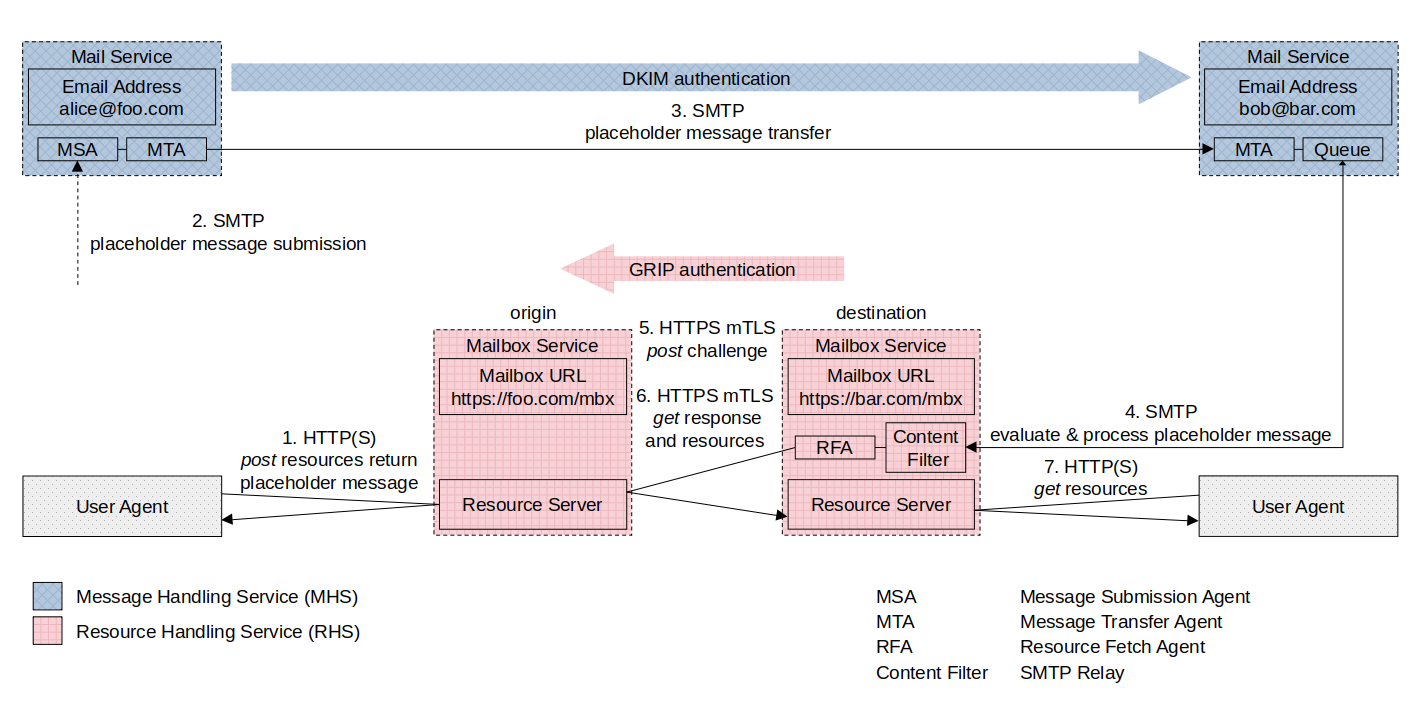 Mail Service
Email Address
alice@foo.com
MSA
MTA
DKIM authentication
3. SMTP
placeholder message transfer
Mail Service
Email Address
bob@bar.com
MTA
Queue
2. SMTP
placeholder message submission
GRIP authentication
origin
Mailbox Service
Mailbox URL
https://foo.com/mbx
Resource Server
5. HTTPS mTLS
post challenge
6. HTTPS mTLS
get response
and resources
destination
Mailbox Service
Mailbox URL
https://bar.com/mbx
RFA
Content
Filter
Resource Server
4. SMTP
evaluate & process placeholder message
1. HTTP(S)
post resources return
placeholder message
User Agent
7. HTTP(S)
get resources
User Agent
Message Handling Service (MHS)
Resource Handling Service (RHS)
MSA Message Submission Agent
MTA Message Transfer Agent
RFA Resource Fetch Agent
Content Filter SMTP Relay